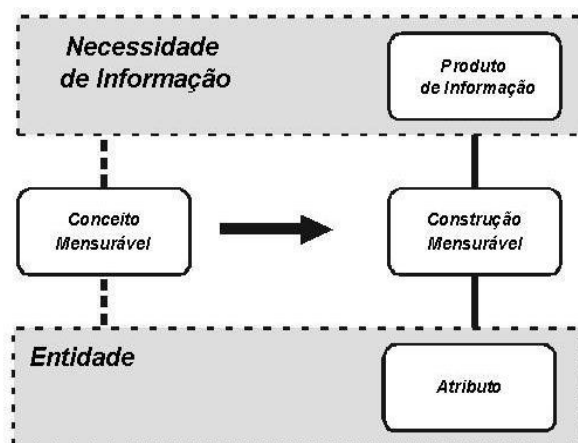 Necessidade
de Informação
Produto
de Informação
Conceito
Mensurável
Construção
Mensurável
Entidade
Atributo